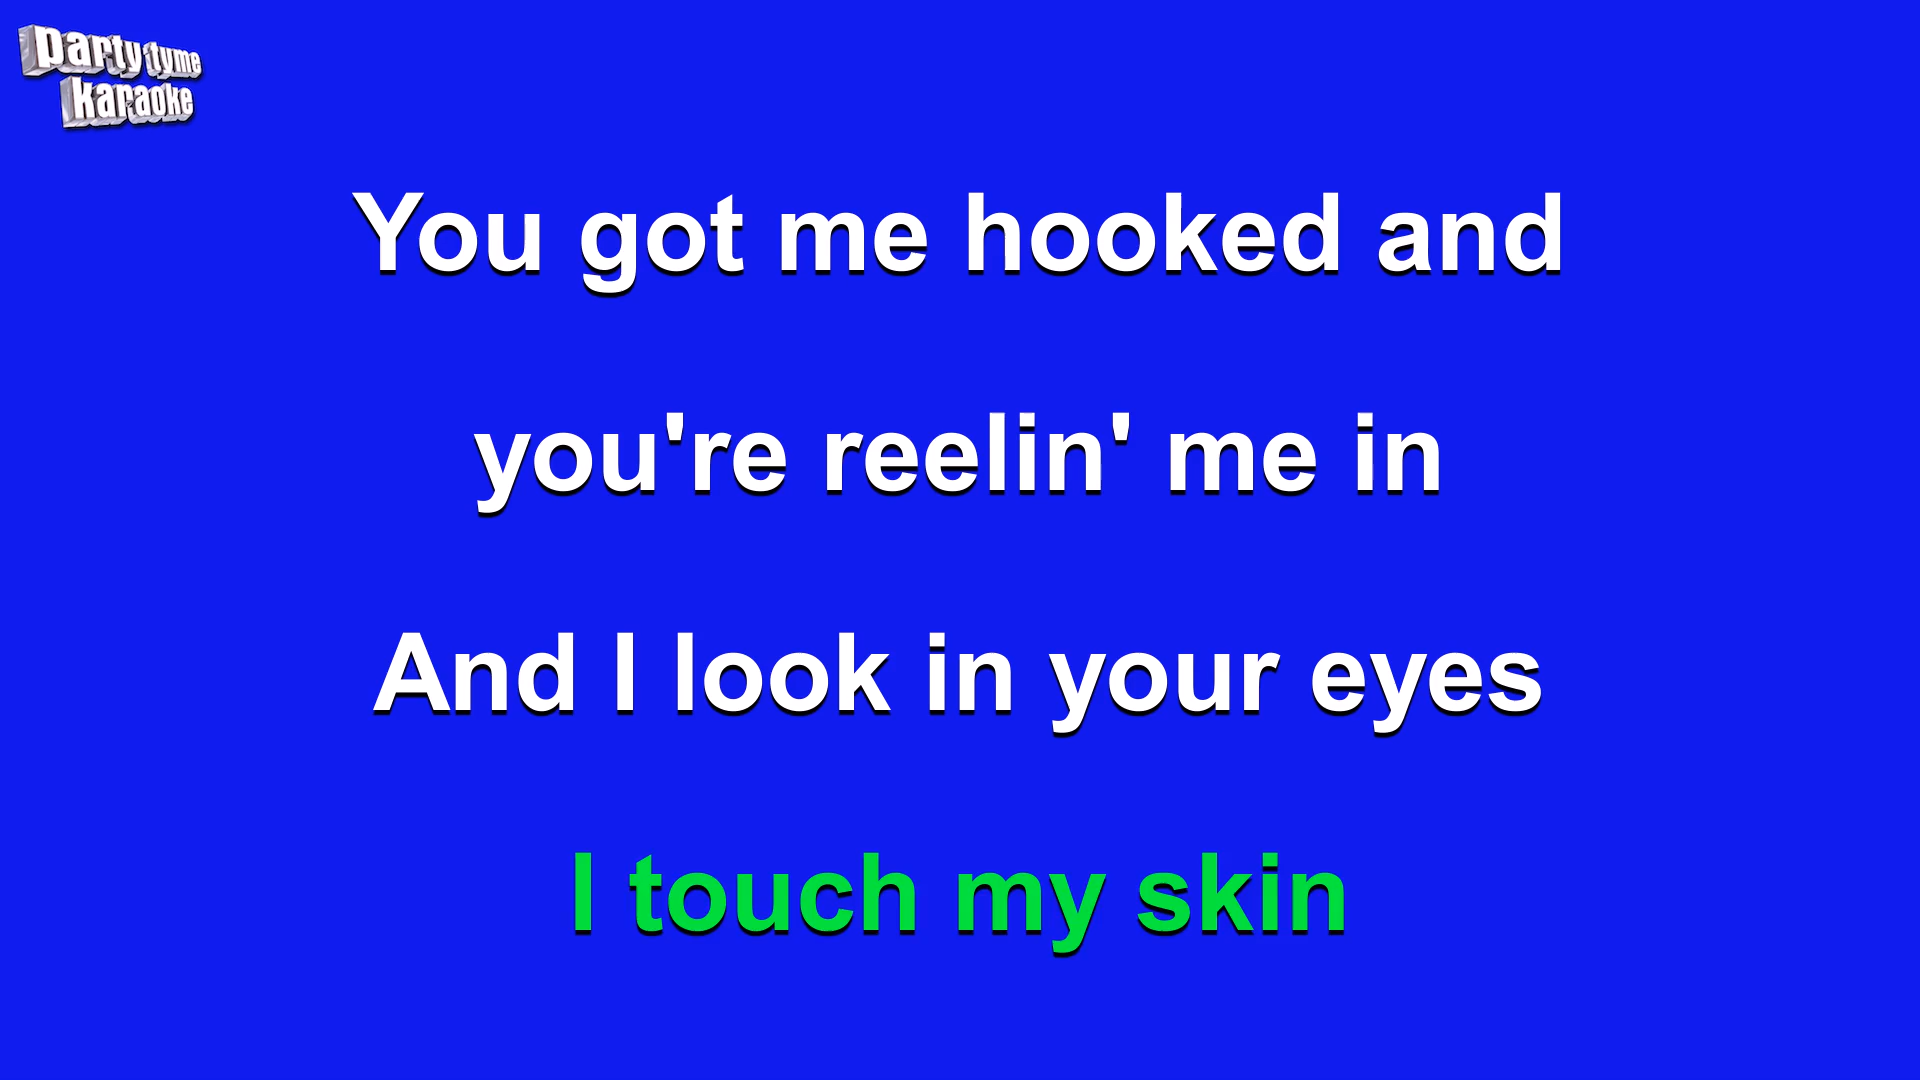 party tyme
karaoke
You got me hooked and
you're reelin' me in
And I look in your eyes
I touch my skin